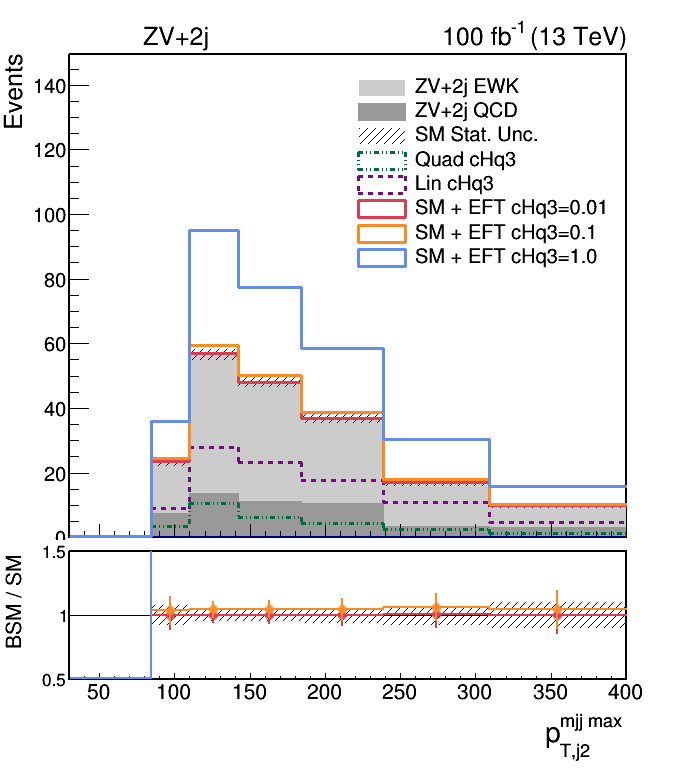 ZV+2j 100 fb-1 (13 TeV)
Events
140
120
100
80
60
40
20
0
ZV+2j EWK
ZV+2j QCD
SM Stat. Unc.
Quad cHq3
Lin cHq3
SM + EFT cHq3=0.01
SM + EFT cHq3=0.1
SM + EFT cHq3=1.0
BSM / SM
1.5
1
0.5
50 100 150 200 250 300 350 400
p mjj max T,j2